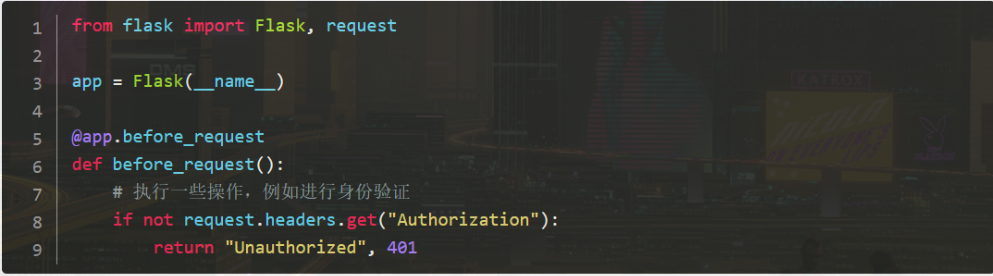 1 from flask import Flask, request
2
3 app = Flask(__name__)
4
5 @app.before_request
6 def before_request():
7     # 执行一些操作，例如进行身份验证
8     if not request.headers.get("Authorization"):
9         return "Unauthorized", 401